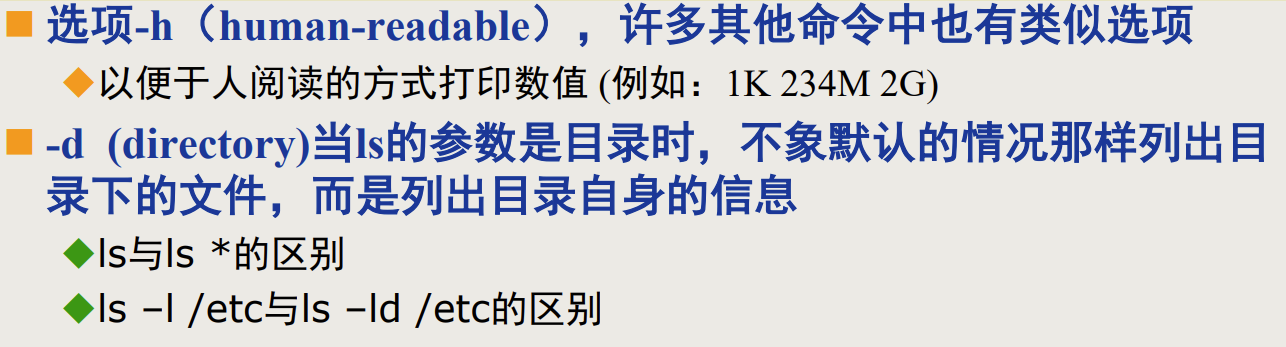 选项-h（human-readable），许多其他命令中也有类似选项
以便于人阅读的方式打印数值 (例如：1K 234M 2G)
-d  (directory)当ls的参数是目录时，不象默认的情况那样列出目
录下的文件，而是列出目录自身的信息
ls与ls *的区别
ls –l /etc与ls –ld /etc的区别